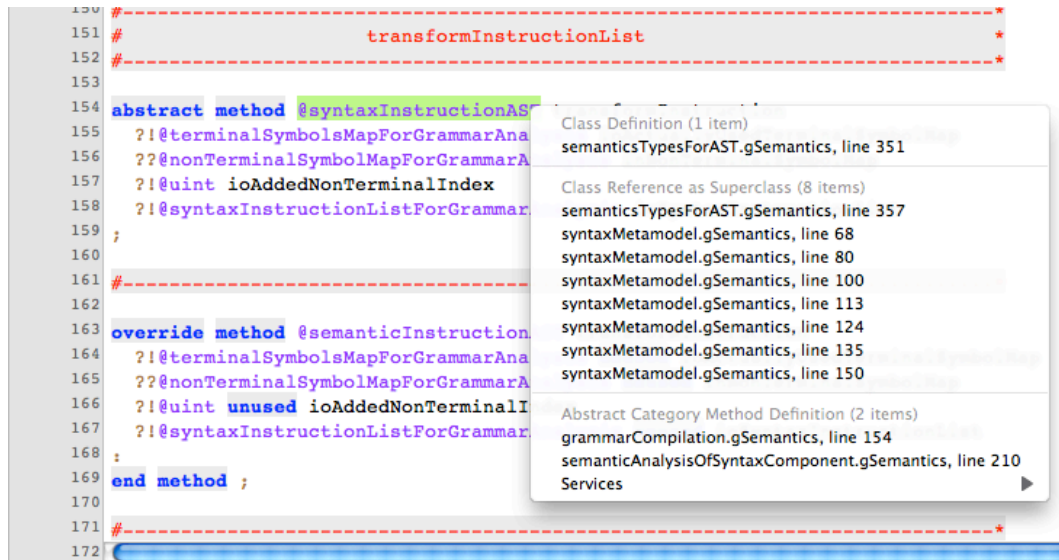 150 #----------------------------------------------------------------------*
151 # transformInstructionList *
152 #----------------------------------------------------------------------*
153
154 abstract method @syntaxInstructionAST
155 ?!@terminalSymbolsMapForGrammarAna
156 ??@nonTerminalSymbolMapForGrammarA
157 ?!@uint ioAddedNonTerminalIndex
158 ?!@syntaxInstructionListForGrammar
159 ;
160
161 #----------------------------------
162
163 override method @semanticInstruction
164 ?!@terminalSymbolsMapForGrammarAna
165 ??@nonTerminalSymbolMapForGrammarA
166 ?!@uint unused ioAddedNonTerminalI
167 ?!@syntaxInstructionListForGrammar
168 :
169 end method ;
170
171 #----------------------------------------------------------------------*
172
Class Definition (1 item)
semanticsTypesForAST.gSemantics, line 351
Class Reference as Superclass (8 items)
semanticsTypesForAST.gSemantics, line 357
syntaxMetamodel.gSemantics, line 68
syntaxMetamodel.gSemantics, line 80
syntaxMetamodel.gSemantics, line 100
syntaxMetamodel.gSemantics, line 113
syntaxMetamodel.gSemantics, line 124
syntaxMetamodel.gSemantics, line 135
syntaxMetamodel.gSemantics, line 150
Abstract Category Method Definition (2 items)
grammarCompilation.gSemantics, line 154
semanticAnalysisOfSyntaxComponent.gSemantics, line 210
Services